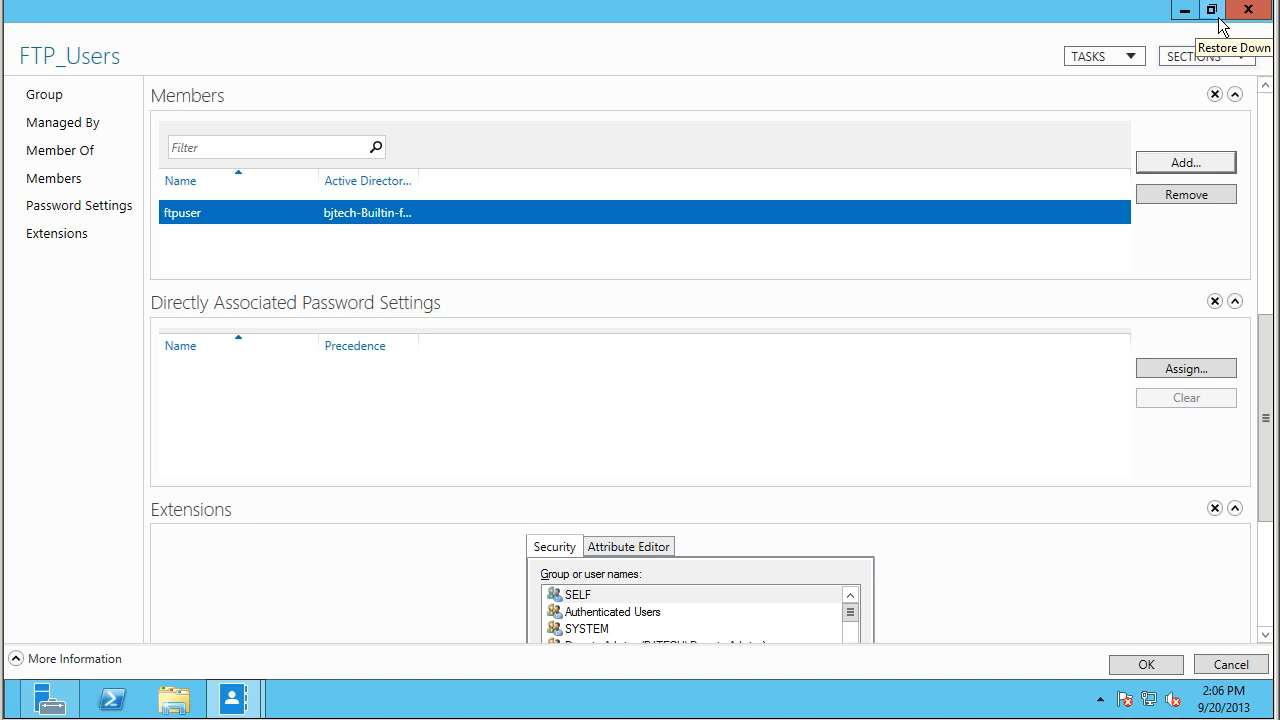 Restore Down
FTP_Users
TASKS
SECTIONS
Group
Managed By
Member Of
Members
Password Settings
Extensions
Members
Filter
Add...
Remove
Name
Active Director...
ftpuser
bjtech-Builtin-f...
Directly Associated Password Settings
Name
Precedence
Assign...
Clear
Extensions
Security
Attribute Editor
Group or user names:
SELF
Authenticated Users
SYSTEM
More Information
OK
Cancel
2:06 PM
9/20/2013